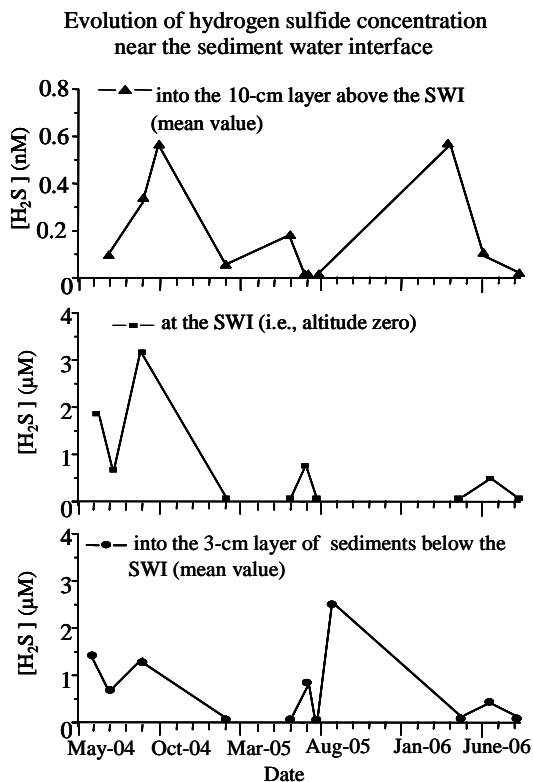 Evolution of hydrogen sulfide concentration
near the sediment water interface
0.8
0.6
0.4
0.2
0
[H₂S ] (nM)
into the 10-cm layer above the SWI
(mean value)
4
3
2
1
0
[H₂S ] (µM)
at the SWI (i.e., altitude zero)
4
3
2
1
0
[H₂S ] (µM)
into the 3-cm layer of sediments below the
SWI (mean value)
May-04 Oct-04 Mar-05 Aug-05 Jan-06 June-06
Date